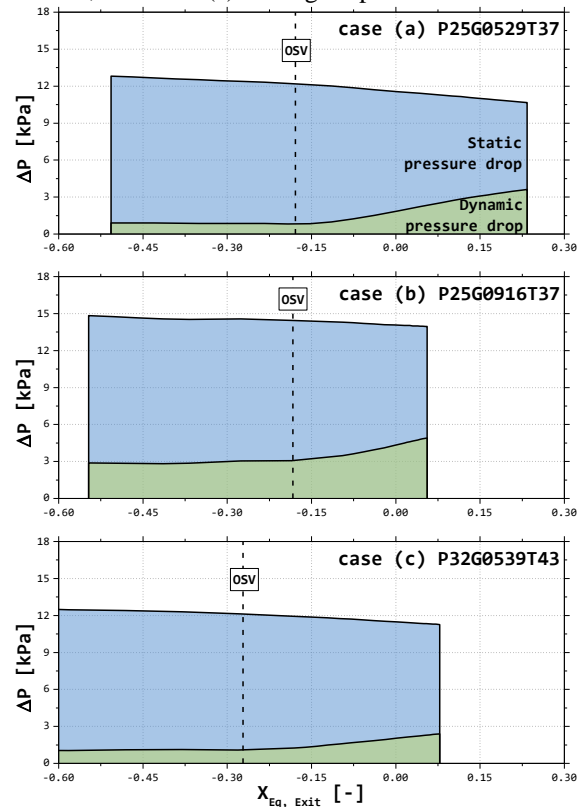 18
15
12
9
6
3
0
ΔP [kPa]
case (a) P25G0529T37
OSV
Static
pressure drop
Dynamic
pressure drop
-0.60 -0.45 -0.30 -0.15 0.00 0.15 0.30
18
15
12
9
6
3
0
ΔP [kPa]
case (b) P25G0916T37
OSV
-0.60 -0.45 -0.30 -0.15 0.00 0.15 0.30
18
15
12
9
6
3
0
ΔP [kPa]
case (c) P32G0539T43
OSV
-0.60 -0.45 -0.30 -0.15 0.00 0.15 0.30
X_Eq, Exit [-]